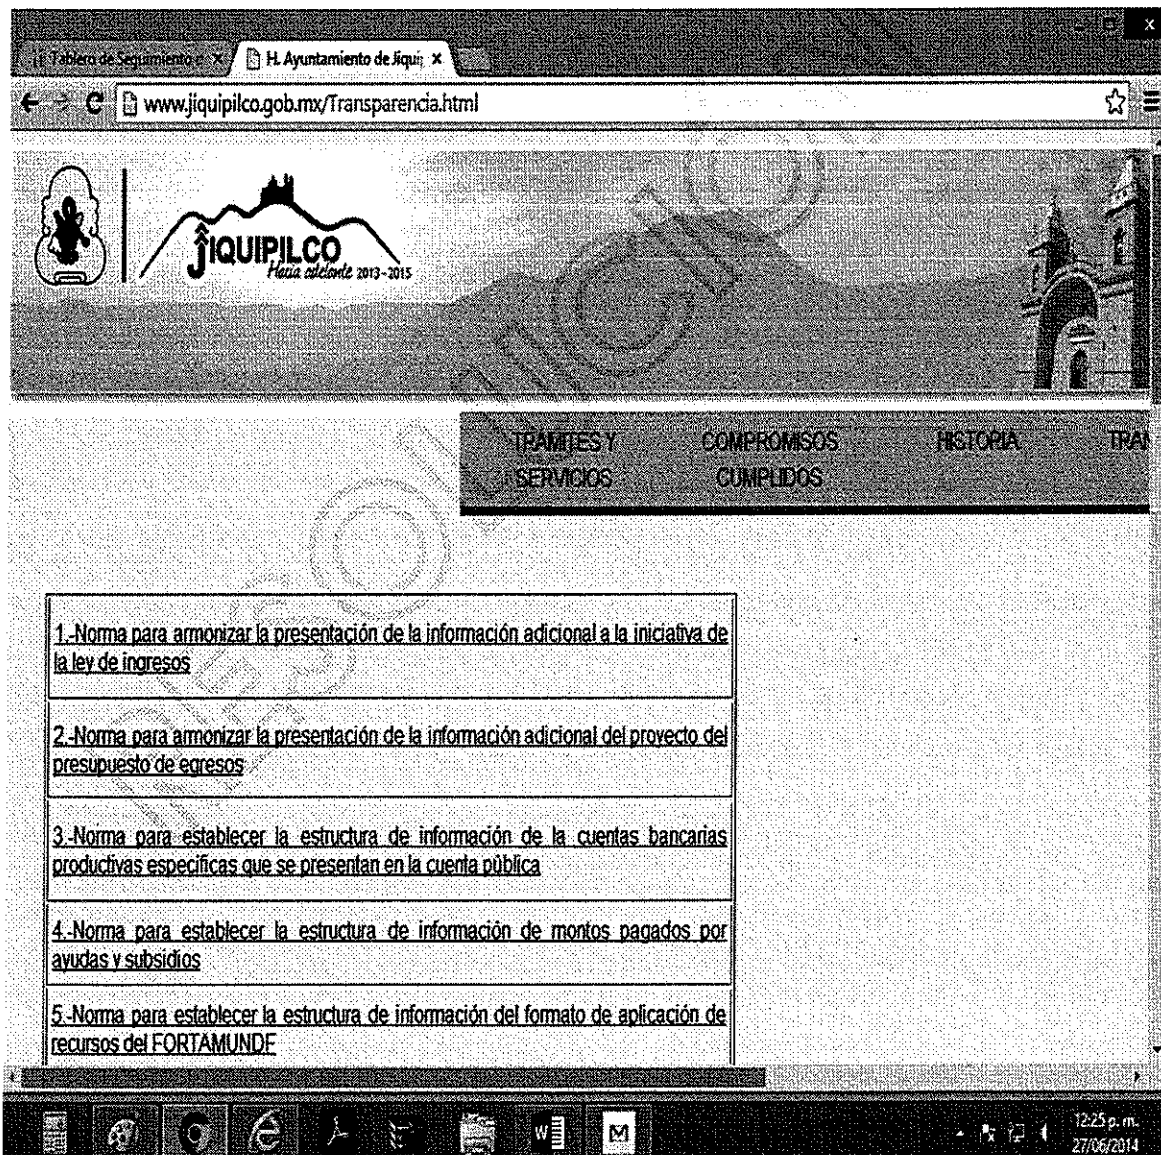 Tablero de Seguimiento c x
H. Ayuntamiento de Jiquip x
www.jiquipilco.gob.mx/Transparencia.html
JIQUIPILCO
Hacia adelante 2013-2015
TRAMITES Y
SERVICIOS
COMPROMISOS
CUMPLIDOS
HISTORIA
TRAN
1.-Norma para armonizar la presentación de la información adicional a la iniciativa de
la ley de ingresos
2.-Norma para armonizar la presentación de la información adicional del proyecto del
presupuesto de egresos
3.-Norma para establecer la estructura de información de la cuentas bancarias
productivas especificas que se presentan en la cuenta pública
4.-Norma para establecer la estructura de información de montos pagados por
ayudas y subsidios
5.-Norma para establecer la estructura de información del formato de aplicación de
recursos del FORTAMUNDF
12:25 p. m.
27/06/2014